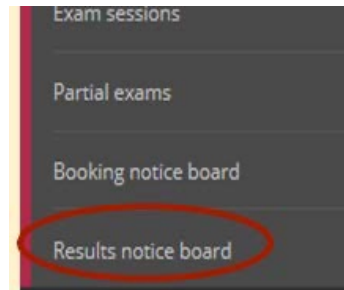 Exam sessions
Partial exams
Booking notice board
Results notice board